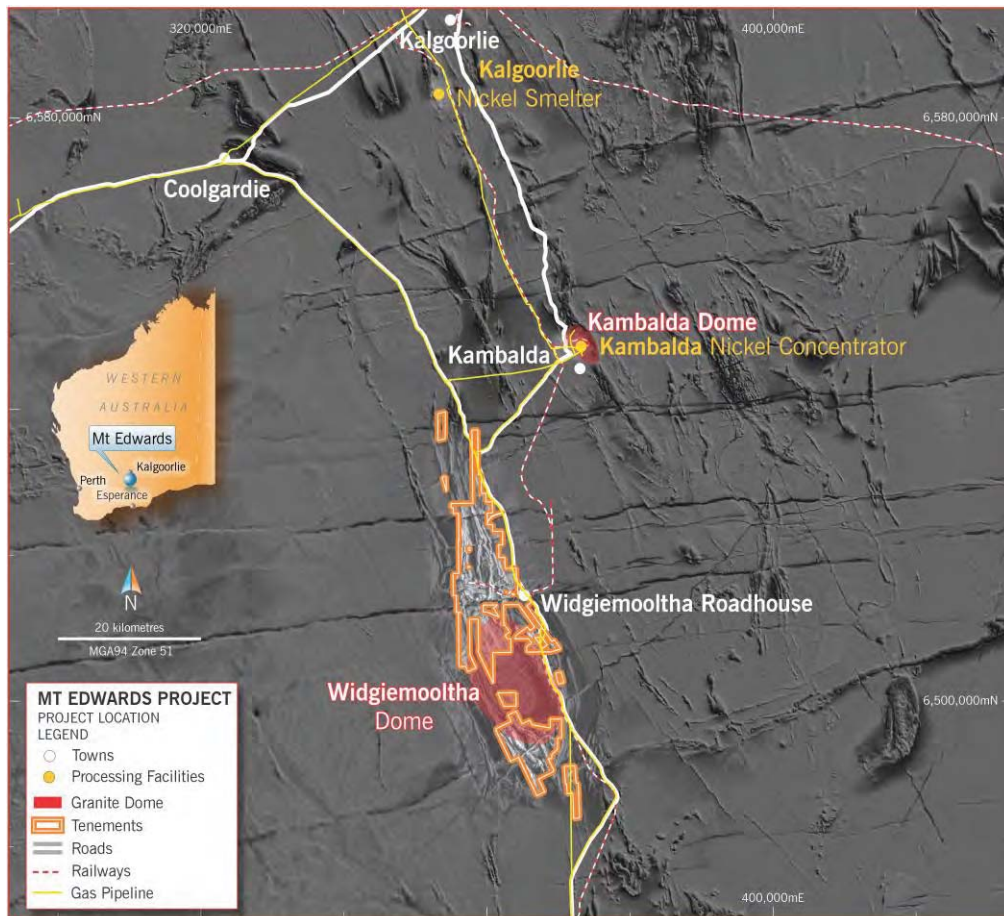 320,000mE
400,000mE
Kalgoorlie
Kalgoorlie
Nickel Smelter
6,580,000mN
6,580,000mN
Coolgardie
Kambalda Dome
Kambalda
Kambalda Nickel Concentrator
WESTERN
AUSTRALIA
Mt Edwards
Kalgoorlie
Perth
Esperance
N
20 kilometres
MGA94 Zone 51
Widgiemooltha Roadhouse
Widgiemooltha
Dome
6,500,000mN
MT EDWARDS PROJECT
PROJECT LOCATION
LEGEND
Towns
Processing Facilities
Granite Dome
Tenements
Roads
Railways
Gas Pipeline
400,000mE